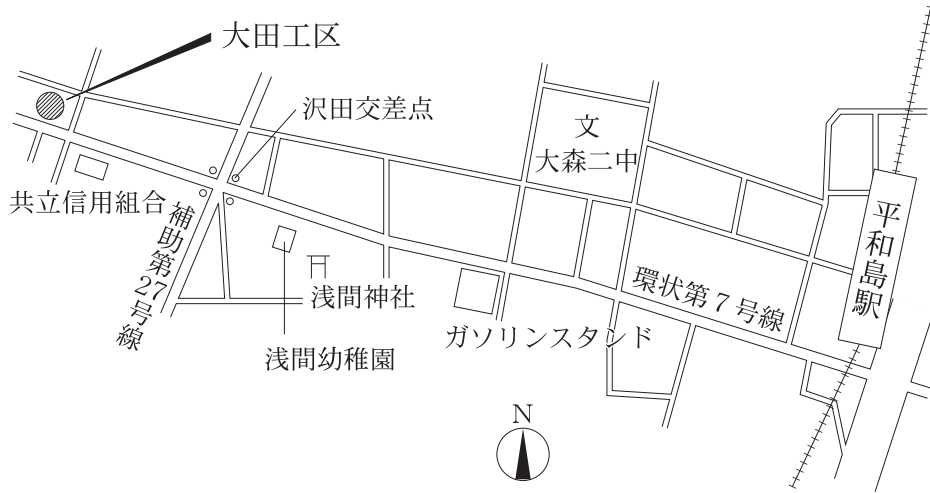 大田工区
沢田交差点
文
大森二中
共立信用組合
補助第27号線
平和島駅
浅間神社
環状第7号線
ガソリンスタンド
浅間幼稚園
N